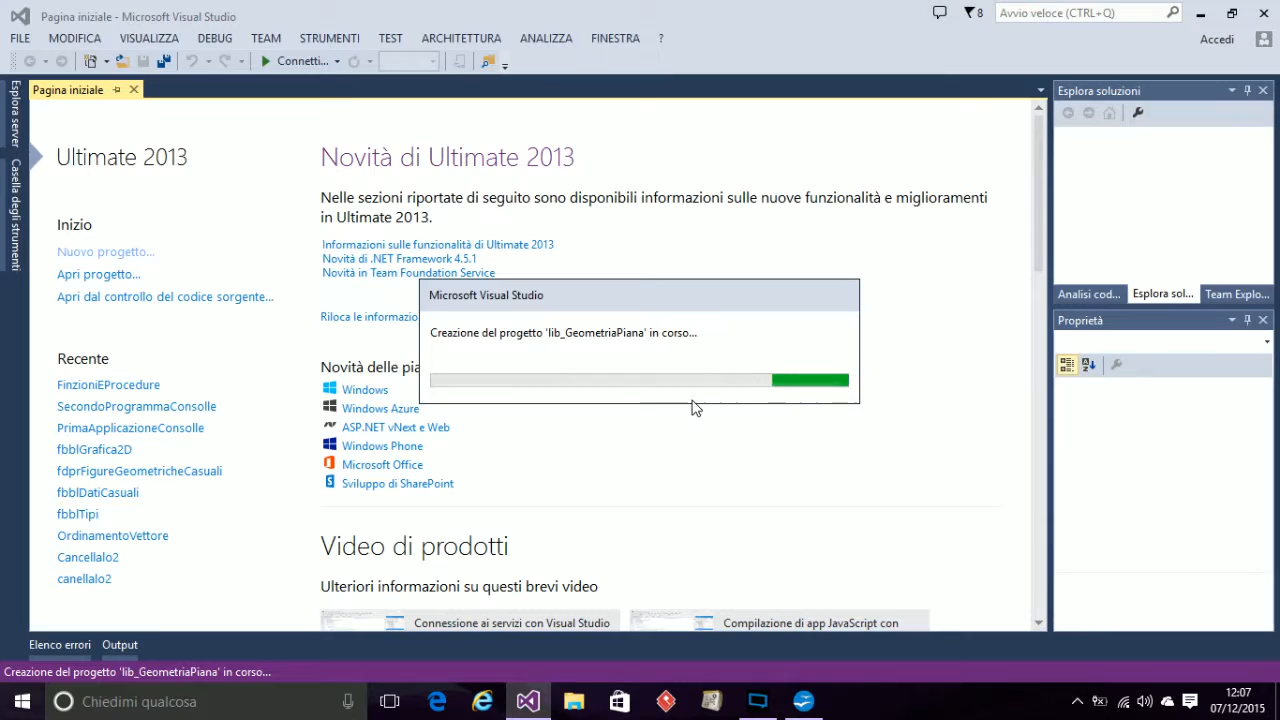 Pagina iniziale - Microsoft Visual Studio
8
Avvio veloce (CTRL+Q)
FILE MODIFICA VISUALIZZA DEBUG TEAM STRUMENTI TEST ARCHITETTURA ANALIZZA FINESTRA ?
Accedi
Connetti...
Esplora server
Casella degli strumenti
Pagina iniziale
Ultimate 2013
Inizio
Nuovo progetto...
Apri progetto...
Apri dal controllo del codice sorgente...
Recente
FinzioniEProcedure
SecondoProgrammaConsolle
PrimaApplicazioneConsolle
fbblGrafica2D
fdprFigureGeometricheCasuali
fbblDatiCasuali
fbblTipi
OrdinamentoVettore
Cancellalo2
canellalo2
Novità di Ultimate 2013
Nelle sezioni riportate di seguito sono disponibili informazioni sulle nuove funzionalità e miglioramenti
in Ultimate 2013.
Informazioni sulle funzionalità di Ultimate 2013
Novità di .NET Framework 4.5.1
Novità in Team Foundation Service
Riloca le informazio
Novità delle pia
Windows
Windows Azure
ASP.NET vNext e Web
Windows Phone
Microsoft Office
Sviluppo di SharePoint
Video di prodotti
Ulteriori informazioni su questi brevi video
Connessione ai servizi con Visual Studio
Compilazione di app JavaScript con
Microsoft Visual Studio
Creazione del progetto 'lib_GeometriaPiana' in corso...
Esplora soluzioni
Analisi cod... Esplora sol... Team Explo...
Proprietà
Elenco errori Output
Creazione del progetto 'lib_GeometriaPiana' in corso...
Chiedimi qualcosa
12:07
07/12/2015